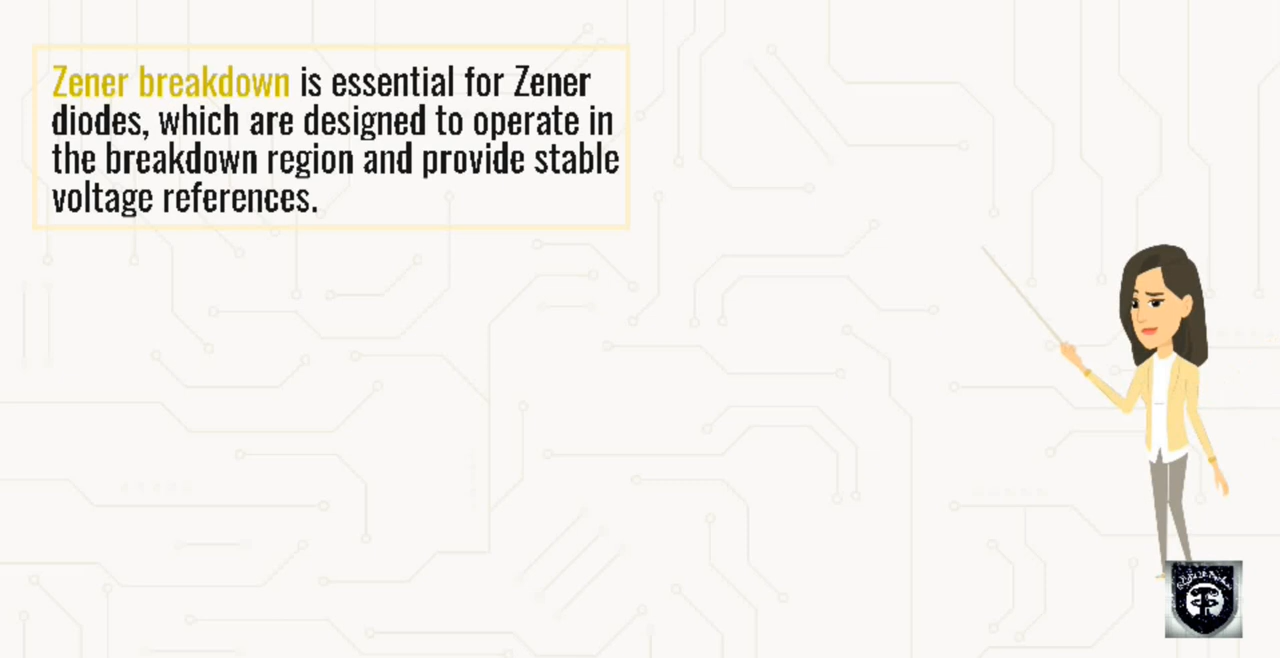 Zener breakdown is essential for Zener
diodes, which are designed to operate in
the breakdown region and provide stable
voltage references.